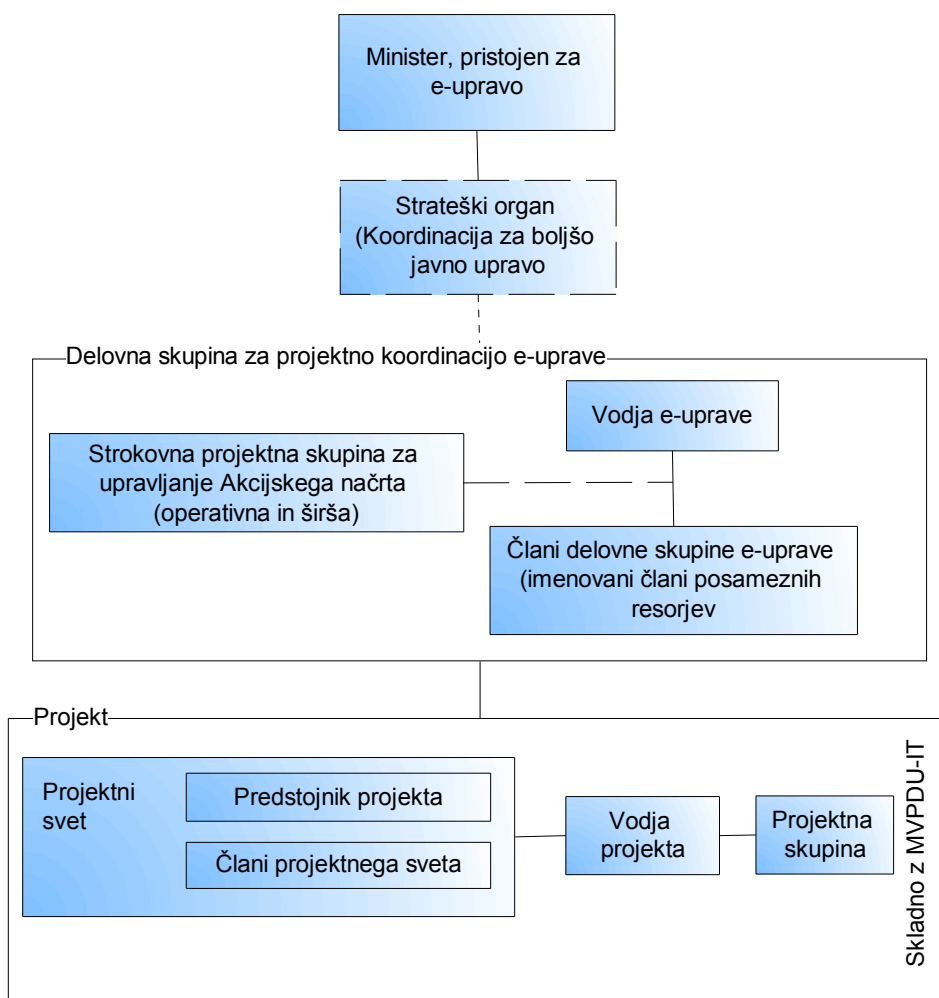 Minister, pristojen za
e-upravo
Strateški organ
(Koordinacija za boljšo
javno upravo
Delovna skupina za projektno koordinacijo e-uprave
Vodja e-uprave
Strokovna projektna skupina za
upravljanje Akcijskega načrta
(operativna in širša)
Člani delovne skupine e-uprave
(imenovani člani posameznih
resorjev
Projekt
Projektni
svet
Predstojnik projekta
Člani projektnega sveta
Vodja
projekta
Projektna
skupina
Skladno z MVPDU-IT